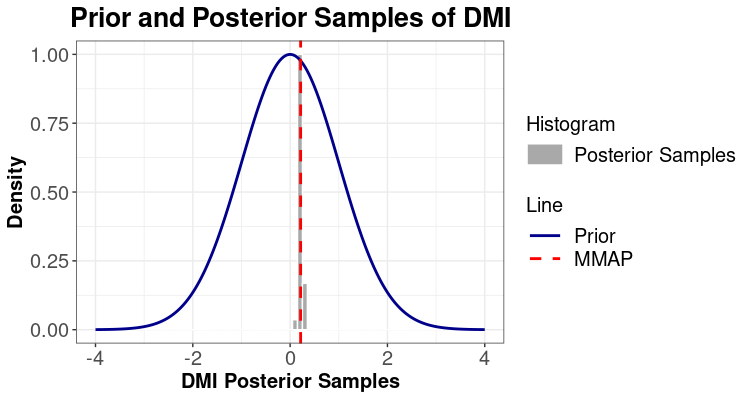 Prior and Posterior Samples of DMI
Density
1.00
0.75
0.50
0.25
0.00
-4 -2 0 2 4
DMI Posterior Samples
Histogram
Posterior Samples
Line
Prior
MMAP